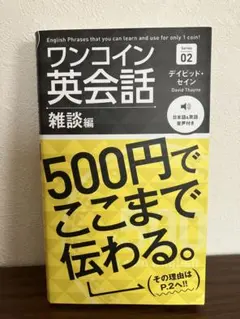 English Phrases that you can learn and use for only 1 coin!
ワンコイン
英会話
雑談編
Series
02
デイビッド・
セイン
David Thayne
日本語&英語
音声付き
500円で
ここまで
伝わる。
その理由は
P.2へ!!